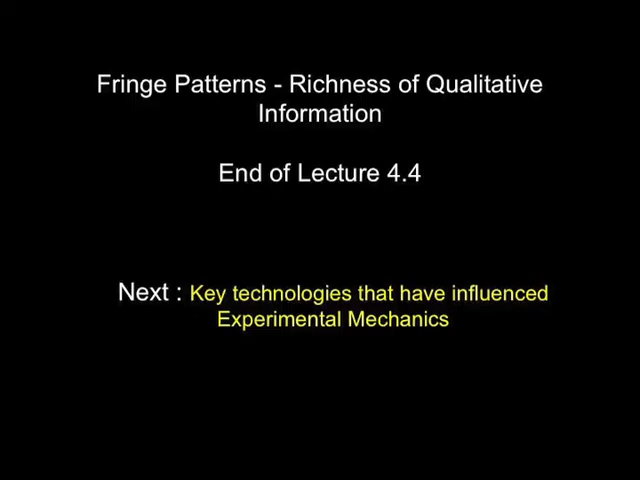 Fringe Patterns - Richness of Qualitative
Information
End of Lecture 4.4
Next : Key technologies that have influenced
Experimental Mechanics